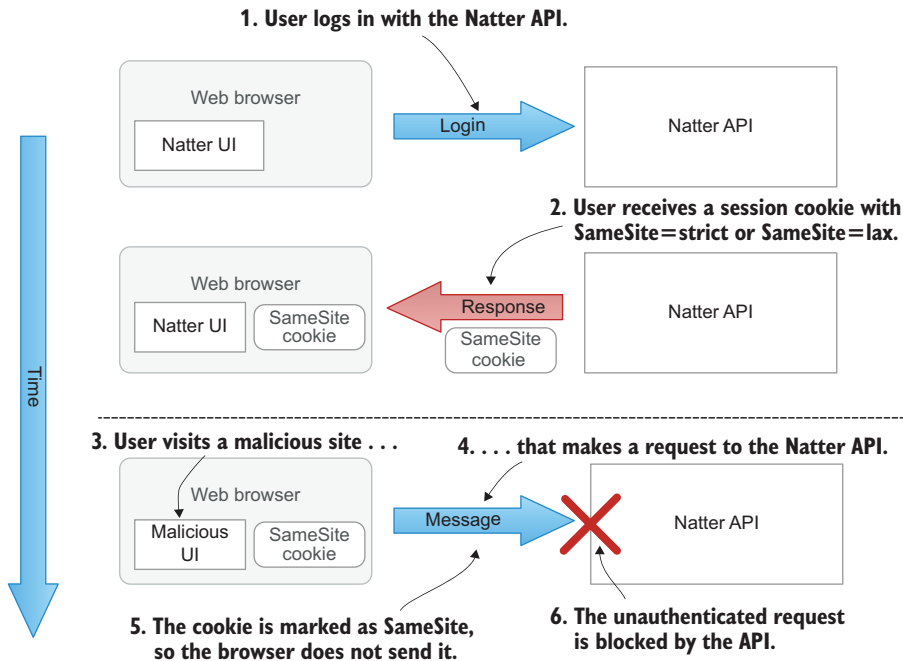 1. User logs in with the Natter API.
Web browser
Natter UI
Login
Natter API
2. User receives a session cookie with
SameSite=strict or SameSite=lax.
Web browser
Natter UI
SameSite
cookie
Response
SameSite
cookie
Natter API
Time
3. User visits a malicious site . . .
4. . . . that makes a request to the Natter API.
Web browser
Malicious
UI
SameSite
cookie
Message
Natter API
5. The cookie is marked as SameSite,
so the browser does not send it.
6. The unauthenticated request
is blocked by the API.